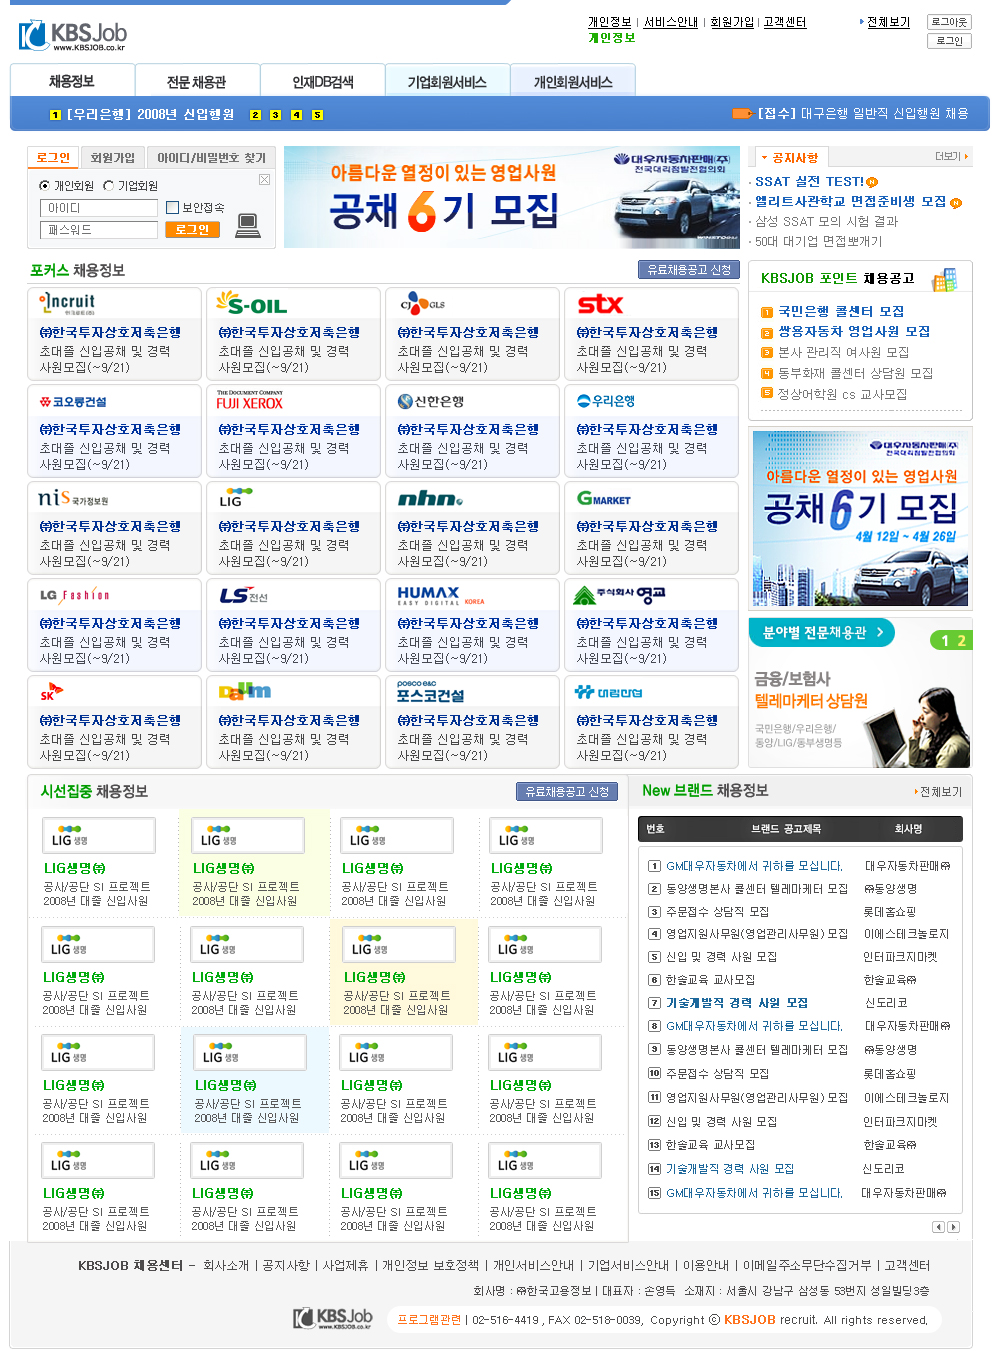 KBSJob
www.KBSJOB.co.kr
개인정보 | 서비스안내 | 회원가입 | 고객센터
개인정보
전체보기
로그아웃
로그인
채용정보
전문 채용관
인재DB검색
기업회원서비스
개인회원서비스
1 [우리은행] 2008년 신입행원 2 3 4 5
[접수] 대구은행 일반직 신입행원 채용
로그인
회원가입
아이디/비밀번호 찾기
개인회원 기업회원
아이디
보안접속
패스워드
로그인
아름다운 열정이 있는 영업사원
공채 6기 모집
대우자동차판매(주)
전국대리점발전협의회
WINSTORM
공지사항
더보기
SSAT 실전 TEST!
엘리트사관학교 면접준비생 모집
삼성 SSAT 모의 시험 결과
50대 대기업 면접뽀개기
포커스 채용정보
유료채용공고 신청
incruit
S-OIL
CJ GLS
stx
㈜한국투자상호저축은행
초대졸 신입공채 및 경력
사원모집(~9/21)
㈜한국투자상호저축은행
초대졸 신입공채 및 경력
사원모집(~9/21)
㈜한국투자상호저축은행
초대졸 신입공채 및 경력
사원모집(~9/21)
㈜한국투자상호저축은행
초대졸 신입공채 및 경력
사원모집(~9/21)
코오롱건설
THE DOCUMENT COMPANY
FUJI XEROX
신한은행
우리은행
㈜한국투자상호저축은행
초대졸 신입공채 및 경력
사원모집(~9/21)
㈜한국투자상호저축은행
초대졸 신입공채 및 경력
사원모집(~9/21)
㈜한국투자상호저축은행
초대졸 신입공채 및 경력
사원모집(~9/21)
㈜한국투자상호저축은행
초대졸 신입공채 및 경력
사원모집(~9/21)
nis 국가정보원
LIG
nhn
GMARKET
㈜한국투자상호저축은행
초대졸 신입공채 및 경력
사원모집(~9/21)
㈜한국투자상호저축은행
초대졸 신입공채 및 경력
사원모집(~9/21)
㈜한국투자상호저축은행
초대졸 신입공채 및 경력
사원모집(~9/21)
㈜한국투자상호저축은행
초대졸 신입공채 및 경력
사원모집(~9/21)
LG Fashion
LS전선
HUMAX
EASY DIGITAL KOREA
주식회사 영교
㈜한국투자상호저축은행
초대졸 신입공채 및 경력
사원모집(~9/21)
㈜한국투자상호저축은행
초대졸 신입공채 및 경력
사원모집(~9/21)
㈜한국투자상호저축은행
초대졸 신입공채 및 경력
사원모집(~9/21)
㈜한국투자상호저축은행
초대졸 신입공채 및 경력
사원모집(~9/21)
SK
Daum
posco e&c
포스코건설
대림산업
㈜한국투자상호저축은행
초대졸 신입공채 및 경력
사원모집(~9/21)
㈜한국투자상호저축은행
초대졸 신입공채 및 경력
사원모집(~9/21)
㈜한국투자상호저축은행
초대졸 신입공채 및 경력
사원모집(~9/21)
㈜한국투자상호저축은행
초대졸 신입공채 및 경력
사원모집(~9/21)
KBSJOB 포인트 채용공고
1 국민은행 콜센터 모집
2 쌍용자동차 영업사원 모집
3 본사 관리직 여사원 모집
4 동부화재 콜센터 상담원 모집
5 정상어학원 cs 교사모집
대우자동차판매(주)
전국대리점발전협의회
아름다운 열정이 있는 영업사원
공채 6기 모집
4월 12일 ~ 4월 26일
분야별 전문채용관
1 2
금융/보험사
텔레마케터 상담원
국민은행/우리은행/
동양/LIG/동부생명등
시선집중 채용정보
유료채용공고 신청
LIG 생명
LIG 생명
LIG 생명
LIG 생명
LIG생명㈜
공사/공단 SI 프로젝트
2008년 대졸 신입사원
LIG생명㈜
공사/공단 SI 프로젝트
2008년 대졸 신입사원
LIG생명㈜
공사/공단 SI 프로젝트
2008년 대졸 신입사원
LIG생명㈜
공사/공단 SI 프로젝트
2008년 대졸 신입사원
LIG 생명
LIG 생명
LIG 생명
LIG 생명
LIG생명㈜
공사/공단 SI 프로젝트
2008년 대졸 신입사원
LIG생명㈜
공사/공단 SI 프로젝트
2008년 대졸 신입사원
LIG생명㈜
공사/공단 SI 프로젝트
2008년 대졸 신입사원
LIG생명㈜
공사/공단 SI 프로젝트
2008년 대졸 신입사원
LIG 생명
LIG 생명
LIG 생명
LIG 생명
LIG생명㈜
공사/공단 SI 프로젝트
2008년 대졸 신입사원
LIG생명㈜
공사/공단 SI 프로젝트
2008년 대졸 신입사원
LIG생명㈜
공사/공단 SI 프로젝트
2008년 대졸 신입사원
LIG생명㈜
공사/공단 SI 프로젝트
2008년 대졸 신입사원
LIG 생명
LIG 생명
LIG 생명
LIG 생명
LIG생명㈜
공사/공단 SI 프로젝트
2008년 대졸 신입사원
LIG생명㈜
공사/공단 SI 프로젝트
2008년 대졸 신입사원
LIG생명㈜
공사/공단 SI 프로젝트
2008년 대졸 신입사원
LIG생명㈜
공사/공단 SI 프로젝트
2008년 대졸 신입사원
New 브랜드 채용정보
전체보기
번호 브랜드 공고제목 회사명
1 GM대우자동차에서 귀하를 모십니다. 대우자동차판매㈜
2 동양생명본사 콜센터 텔레마케터 모집 ㈜동양생명
3 주문접수 상담직 모집 롯데홈쇼핑
4 영업지원사무원(영업관리사무원) 모집 이에스테크놀로지
5 신입 및 경력 사원 모집 인터파크지마켓
6 한솔교육 교사모집 한솔교육㈜
7 기술개발직 경력 사원 모집 신도리코
8 GM대우자동차에서 귀하를 모십니다. 대우자동차판매㈜
9 동양생명본사 콜센터 텔레마케터 모집 ㈜동양생명
10 주문접수 상담직 모집 롯데홈쇼핑
11 영업지원사무원(영업관리사무원) 모집 이에스테크놀로지
12 신입 및 경력 사원 모집 인터파크지마켓
13 한솔교육 교사모집 한솔교육㈜
14 기술개발직 경력 사원 모집 신도리코
15 GM대우자동차에서 귀하를 모십니다. 대우자동차판매㈜
KBSJOB 채용센터 - 회사소개 | 공지사항 | 사업제휴 | 개인정보 보호정책 | 개인서비스안내 | 기업서비스안내 | 이용안내 | 이메일주소무단수집거부 | 고객센터
회사명 : ㈜한국고용정보 | 대표자 : 손영득 소재지 : 서울시 강남구 삼성동 53번지 성일빌딩3층
KBSJob
www.KBSJOB.co.kr
프로그램관련 | 02-516-4419 , FAX 02-518-0039, Copyright ⓒ KBSJOB recruit. All rights reserved.